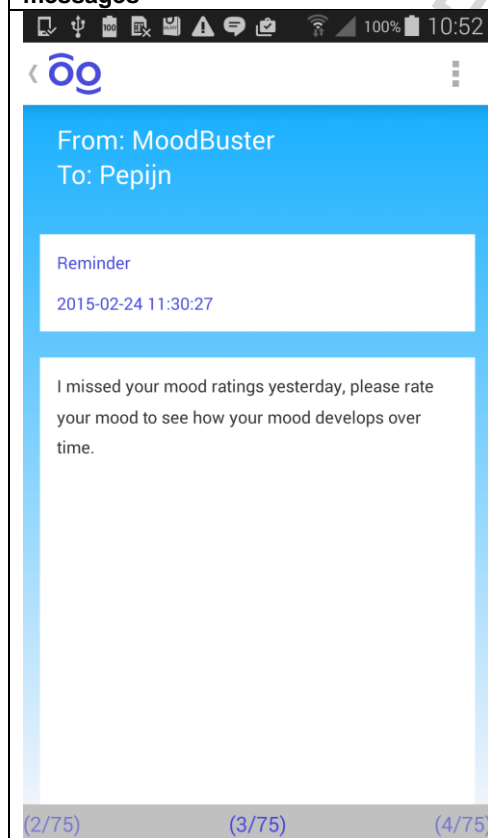 messages
100% 10:52
From: MoodBuster
To: Pepijn
Reminder
2015-02-24 11:30:27
I missed your mood ratings yesterday, please rate
your mood to see how your mood develops over
time.
(2/75) (3/75) (4/75)